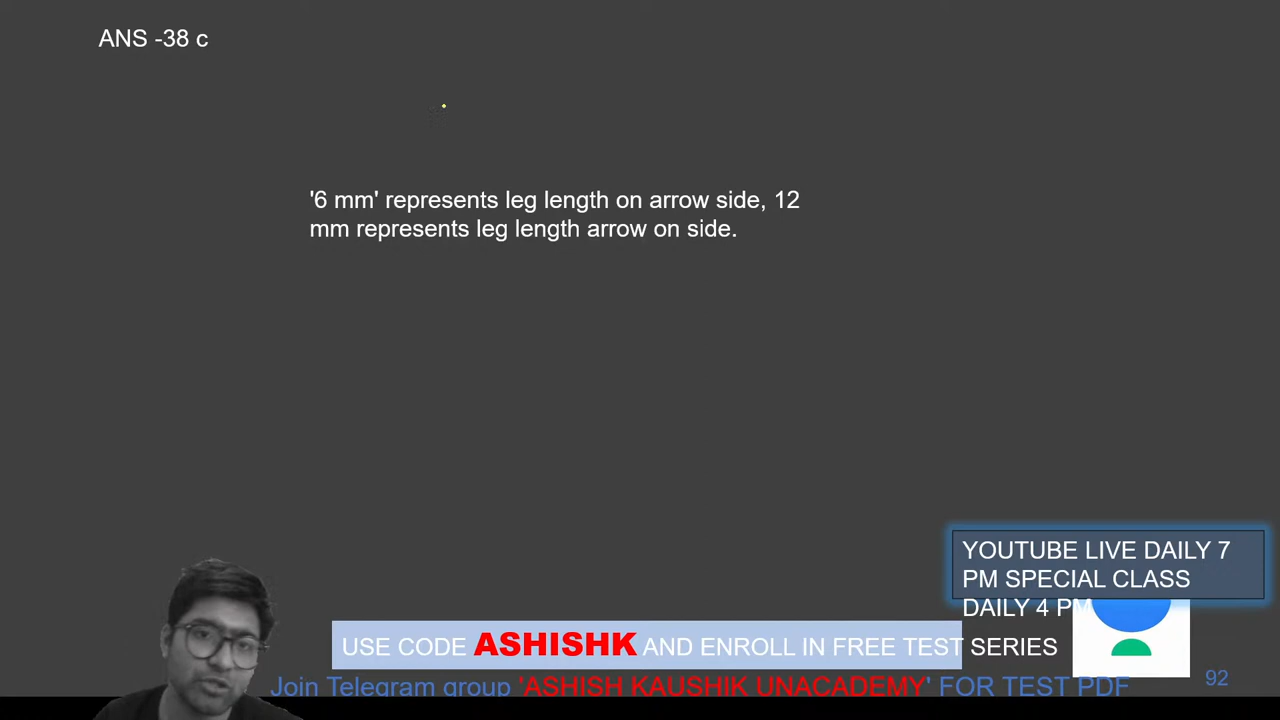 ANS -38 c
'6 mm' represents leg length on arrow side, 12
mm represents leg length arrow on side.
YOUTUBE LIVE DAILY 7
PM SPECIAL CLASS
DAILY 4 PM
USE CODE ASHISHK AND ENROLL IN FREE TEST SERIES
Join Telegram group 'ASHISH KAUSHIK UNACADEMY' FOR TEST PDF
92